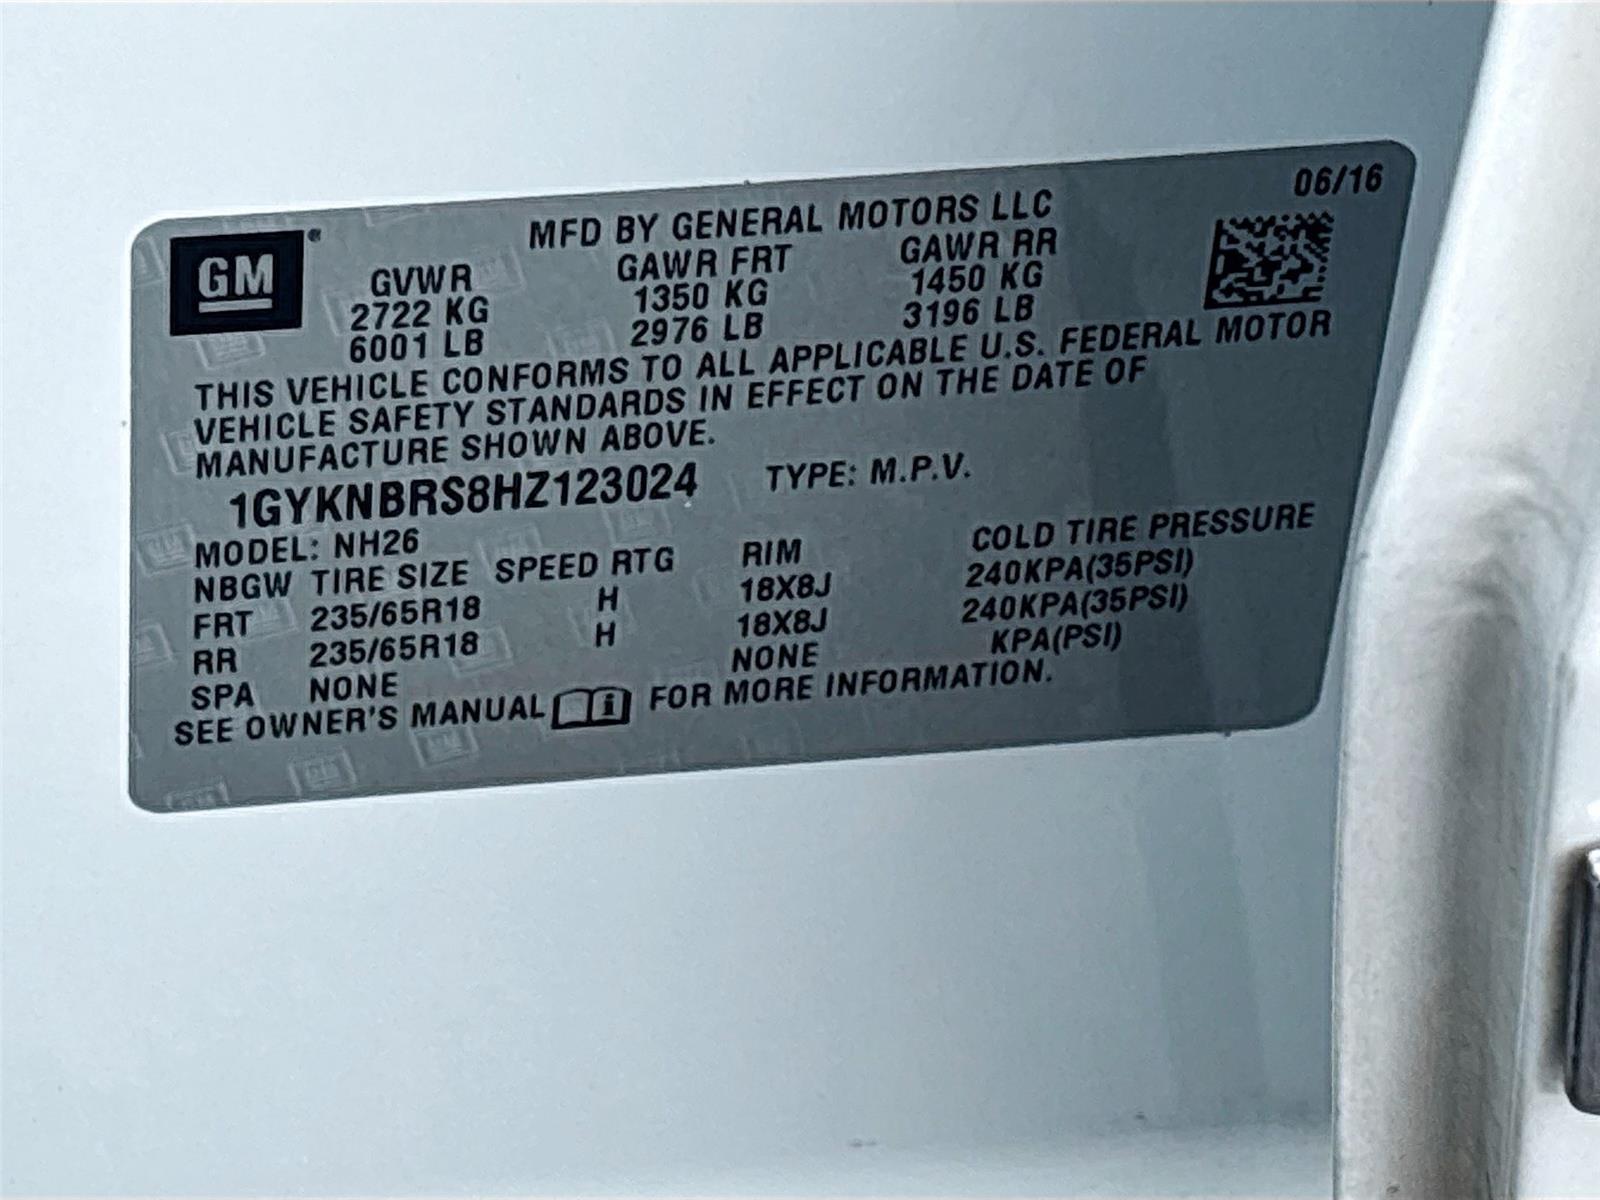 06/16
MFD BY GENERAL MOTORS LLC
GM®
GVWR GAWR FRT GAWR RR
2722 KG 1350 KG 1450 KG
6001 LB 2976 LB 3196 LB
THIS VEHICLE CONFORMS TO ALL APPLICABLE U.S. FEDERAL MOTOR
VEHICLE SAFETY STANDARDS IN EFFECT ON THE DATE OF
MANUFACTURE SHOWN ABOVE.
1GYKNBRS8HZ123024 TYPE: M.P.V.
MODEL: NH26
NBGW TIRE SIZE SPEED RTG RIM COLD TIRE PRESSURE
FRT 235/65R18 H 18X8J 240KPA(35PSI)
RR 235/65R18 H 18X8J 240KPA(35PSI)
SPA NONE NONE KPA(PSI)
SEE OWNER'S MANUAL i FOR MORE INFORMATION.